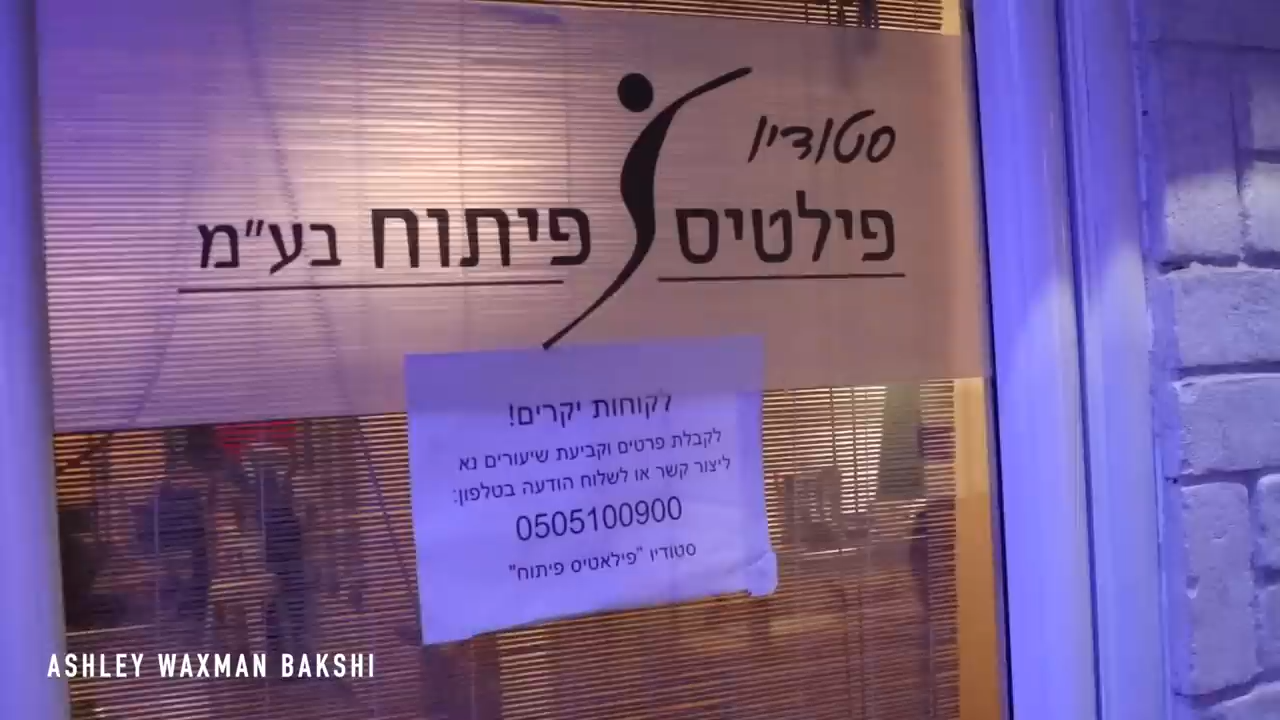 סטודיו
פילטיס פיתוח בע"מ
לקוחות יקרים!
לקבלת פרטים וקביעת שיעורים נא
ליצור קשר או לשלוח הודעה בטלפון:
0505100900
סטודיו "פילאטיס פיתוח"
ASHLEY WAXMAN BAKSHI